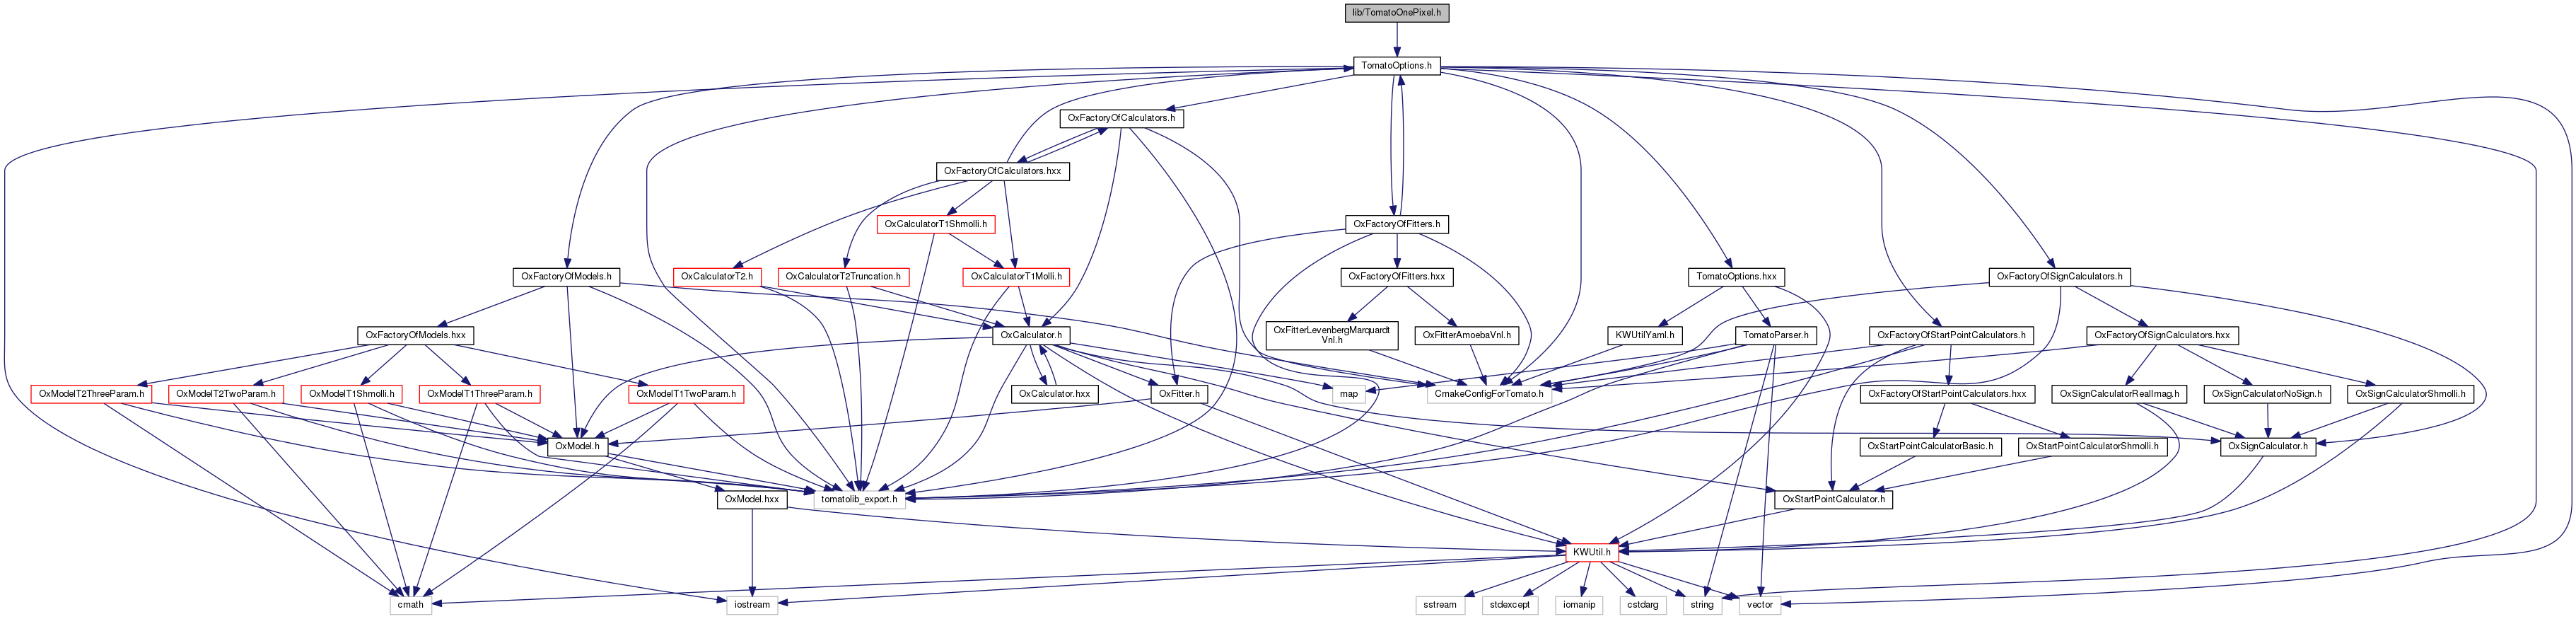 lib/TomatoOnePixel.h
TomatoOptions.h
OxFactoryOfCalculators.h
OxFactoryOfCalculators.hxx
OxCalculatorT1Shmolli.h
OxFactoryOfFitters.h
OxFactoryOfModels.h
OxCalculatorT2.h
OxCalculatorT2Truncation.h
OxCalculatorT1Molli.h
OxFactoryOfFitters.hxx
TomatoOptions.hxx
OxFactoryOfSignCalculators.h
OxFactoryOfModels.hxx
OxCalculator.h
OxFitterLevenbergMarquardt
Vnl.h
OxFitterAmoebaVnl.h
KWUtilYaml.h
TomatoParser.h
OxFactoryOfStartPointCalculators.h
OxFactoryOfSignCalculators.hxx
OxModelT2ThreeParam.h
OxModelT2TwoParam.h
OxModelT1Shmolli.h
OxModelT1ThreeParam.h
OxModelT1TwoParam.h
OxCalculator.hxx
OxFitter.h
map
CmakeConfigForTomato.h
OxFactoryOfStartPointCalculators.hxx
OxSignCalculatorRealImag.h
OxSignCalculatorNoSign.h
OxSignCalculatorShmolli.h
OxModel.h
OxStartPointCalculatorBasic.h
OxStartPointCalculatorShmolli.h
OxSignCalculator.h
OxModel.hxx
tomatolib_export.h
OxStartPointCalculator.h
KWUtil.h
cmath
iostream
sstream
stdexcept
iomanip
cstdarg
string
vector